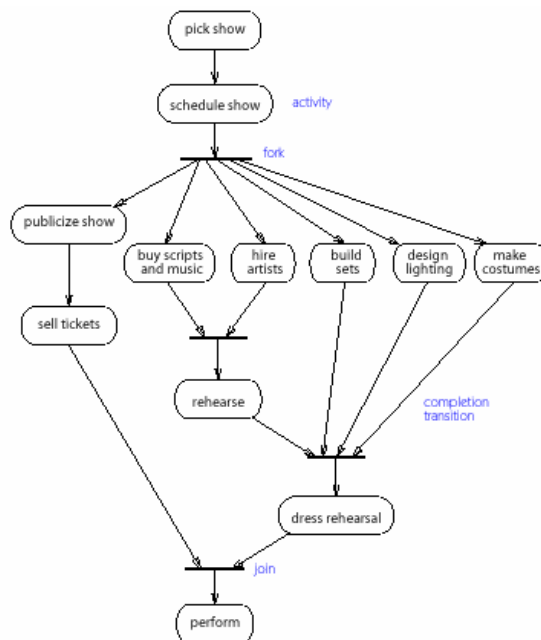 pick show
schedule show
activity
fork
publicize show
buy scripts
and music
hire
artists
build
sets
design
lighting
make
costumes
sell tickets
rehearse
completion
transition
dress rehearsal
join
perform